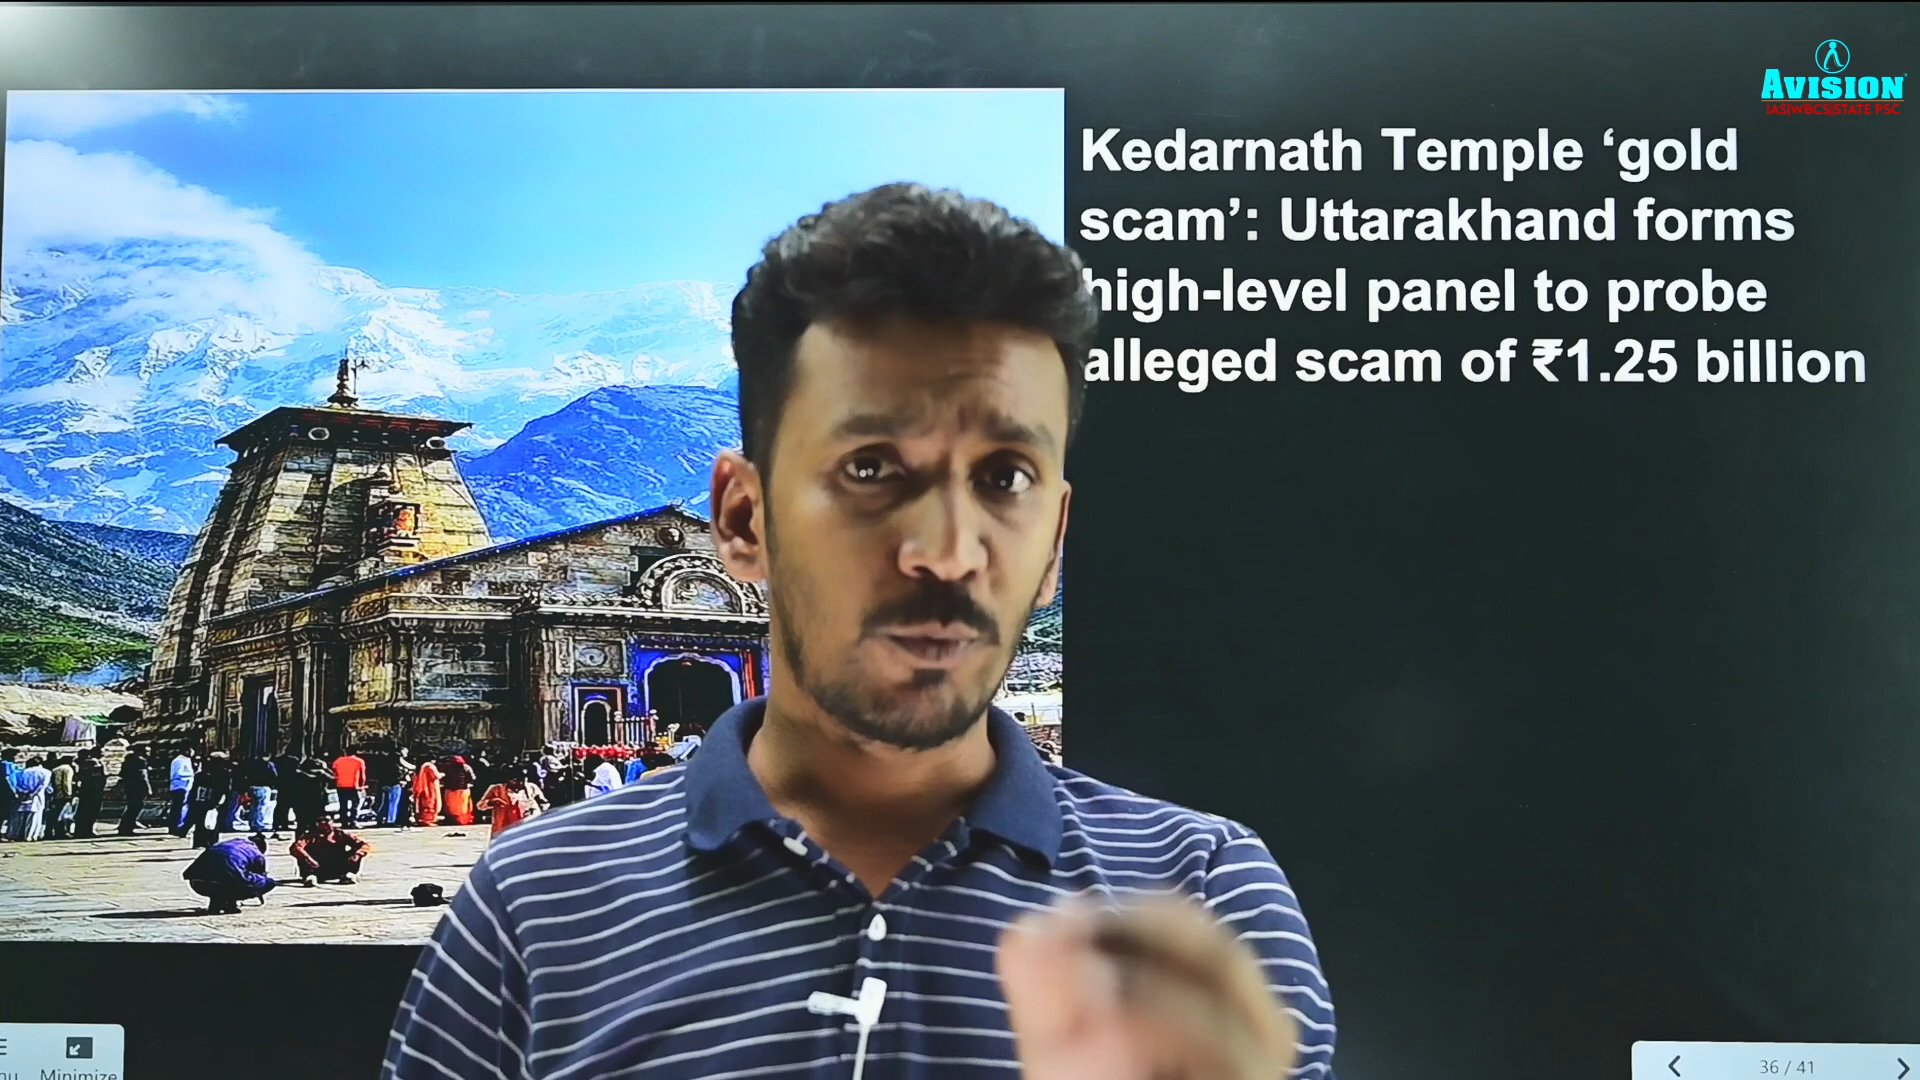 AVISION
IAS|WBCS|STATE PSC
Kedarnath Temple ‘gold
scam’: Uttarakhand forms
high-level panel to probe
alleged scam of ₹1.25 billion
Minimize
36 / 41